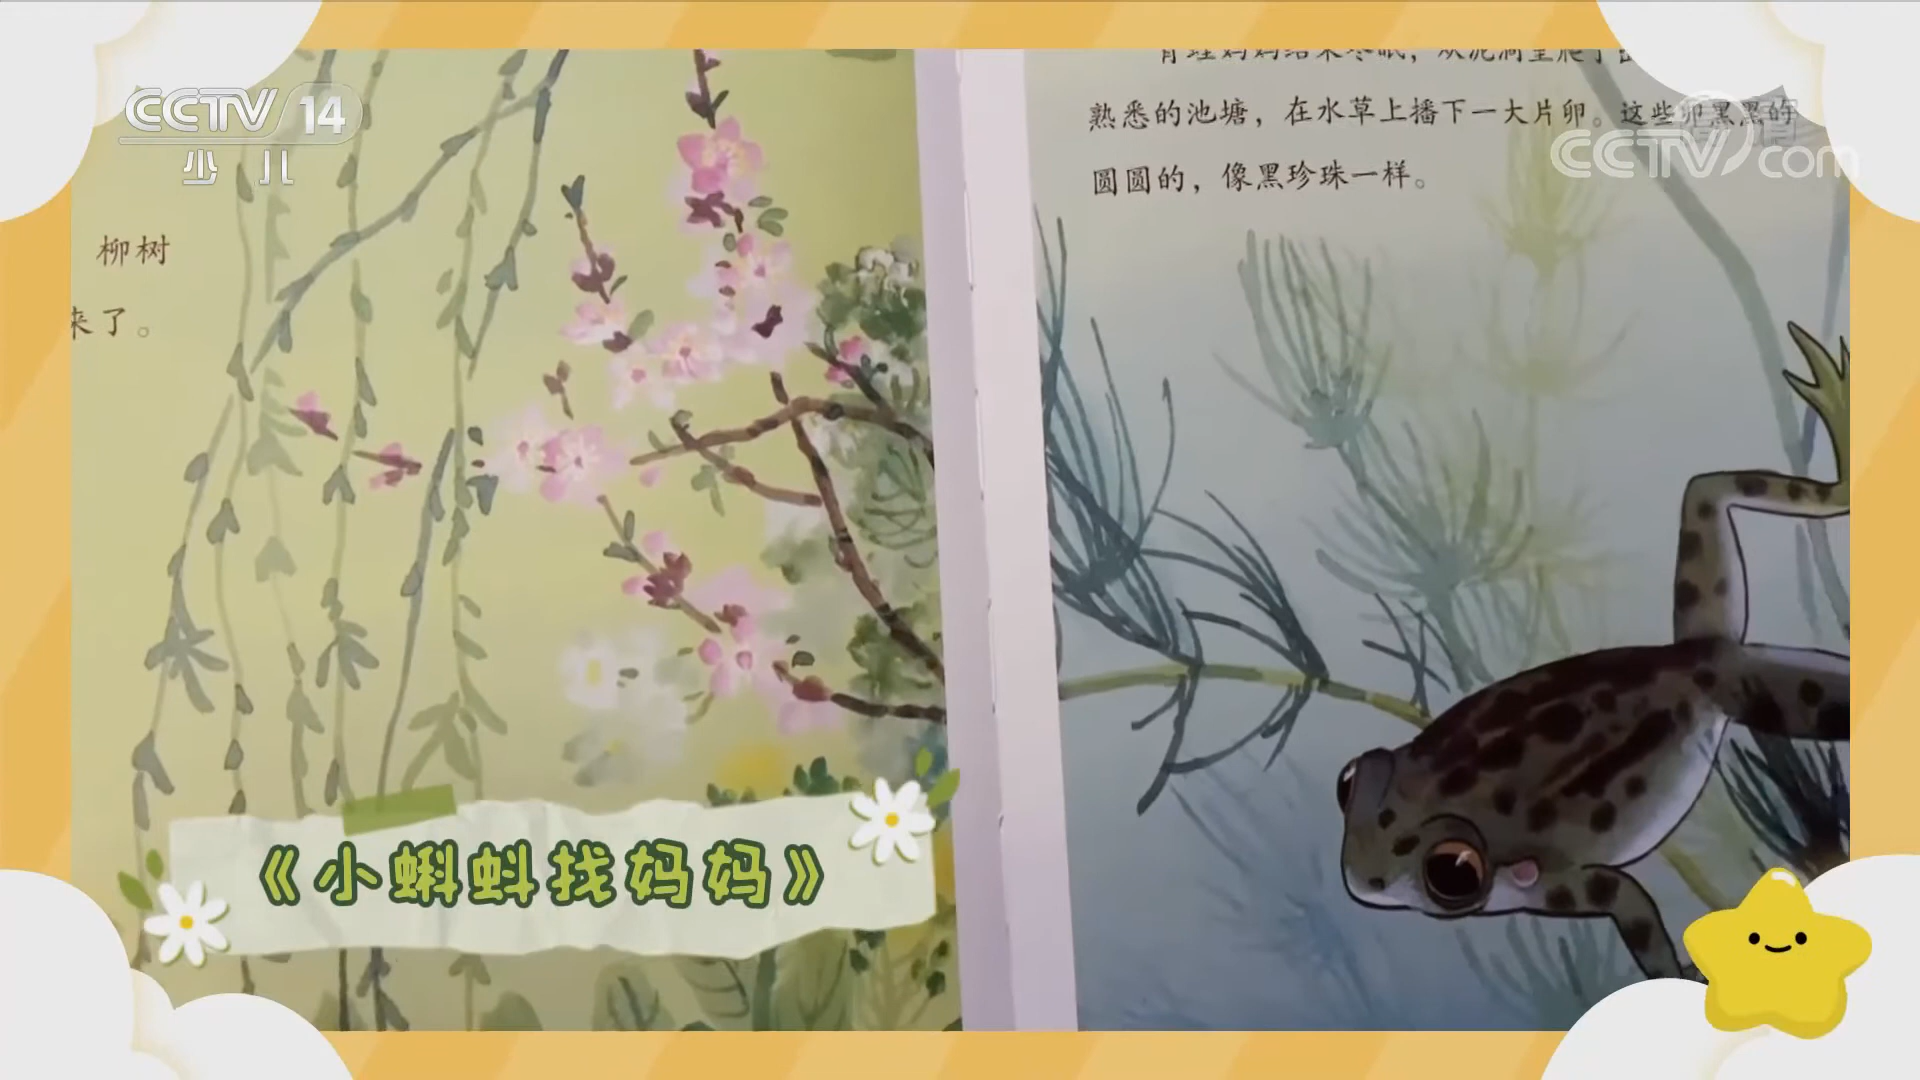 CCTV 14
少儿
柳树
来了。
熟悉的池塘，在水草上播下一大片卵。这些卵黑黑的
圆圆的，像黑珍珠一样。
CCTV.com
《小蝌蚪找妈妈》